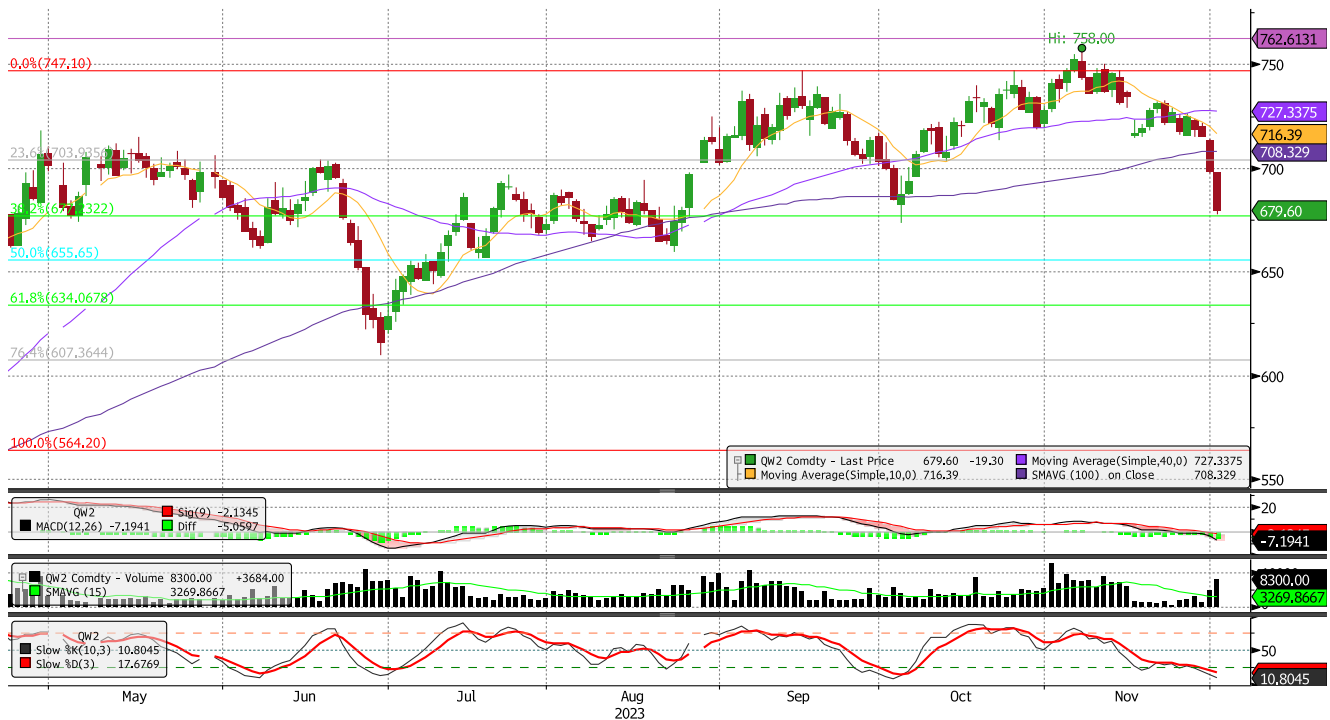 Hi: 758.00
762.6131
0.0%(747.10)
750
727.3375
716.39
23.6%(703.9356)
708.329
700
679.60
50.0%(655.65)
650
61.8%(634.0678)
76.4%(607.3644)
600
100.0%(564.20)
QW2 Comdty - Last Price 679.60 -19.30 Moving Average(Simple,40,0) 727.3375
Moving Average(Simple,10,0) 716.39 SMAVG (100) on Close 708.329
550
QW2 Sig(9) -2.1345
MACD(12,26) -7.1941 Diff -5.0597
20
-7.1941
QW2 Comdty - Volume 8300.00 +3684.00
SMAVG (15) 3269.8667
8300.00
3269.8667
QW2
Slow %K(10,3) 10.8045
Slow %D(3) 17.6769
50
10.8045
May Jun Jul Aug Sep Oct Nov
2023